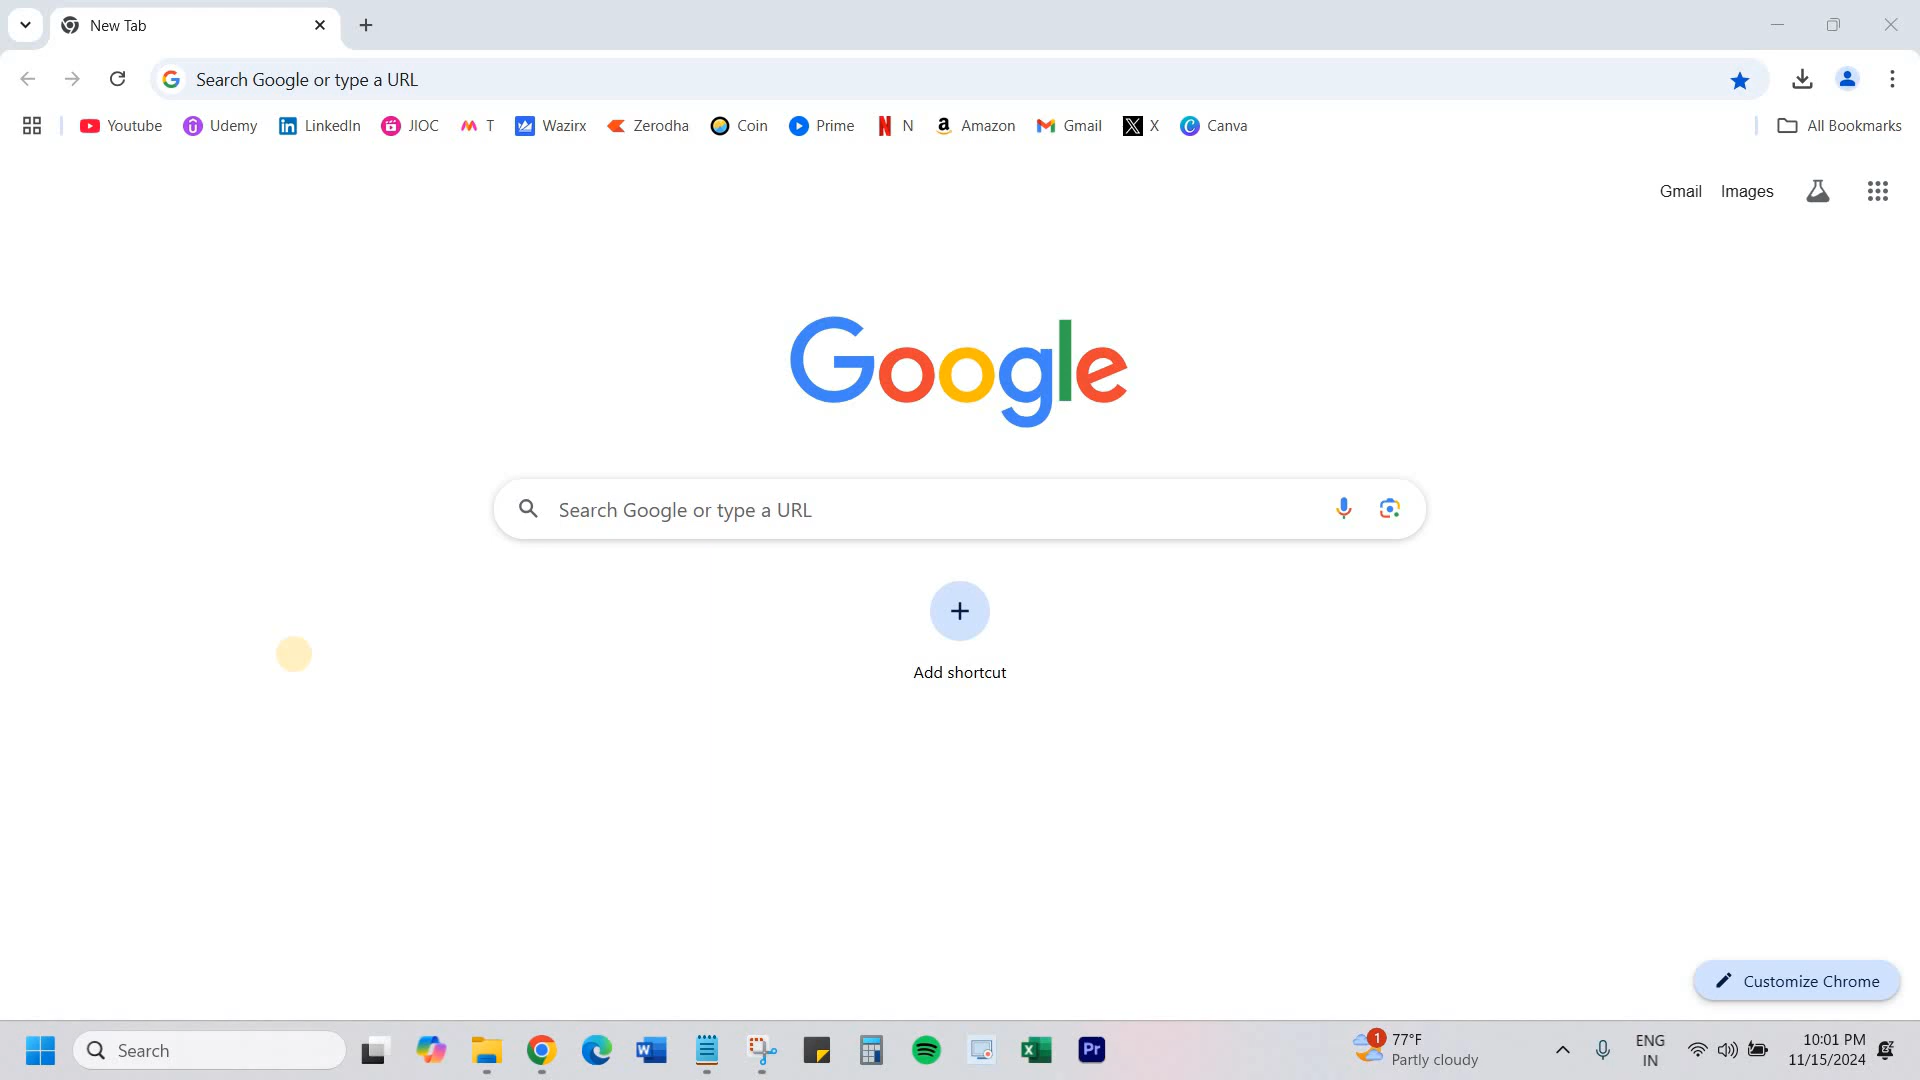 New Tab
Search Google or type a URL
Youtube Udemy LinkedIn JIOC T Wazirx Zerodha Coin Prime N Amazon Gmail X Canva All Bookmarks
Gmail Images
Google
Search Google or type a URL
Add shortcut
Customize Chrome
Search
1
77°F
Partly cloudy
ENG
IN
10:01 PM
11/15/2024
Pr